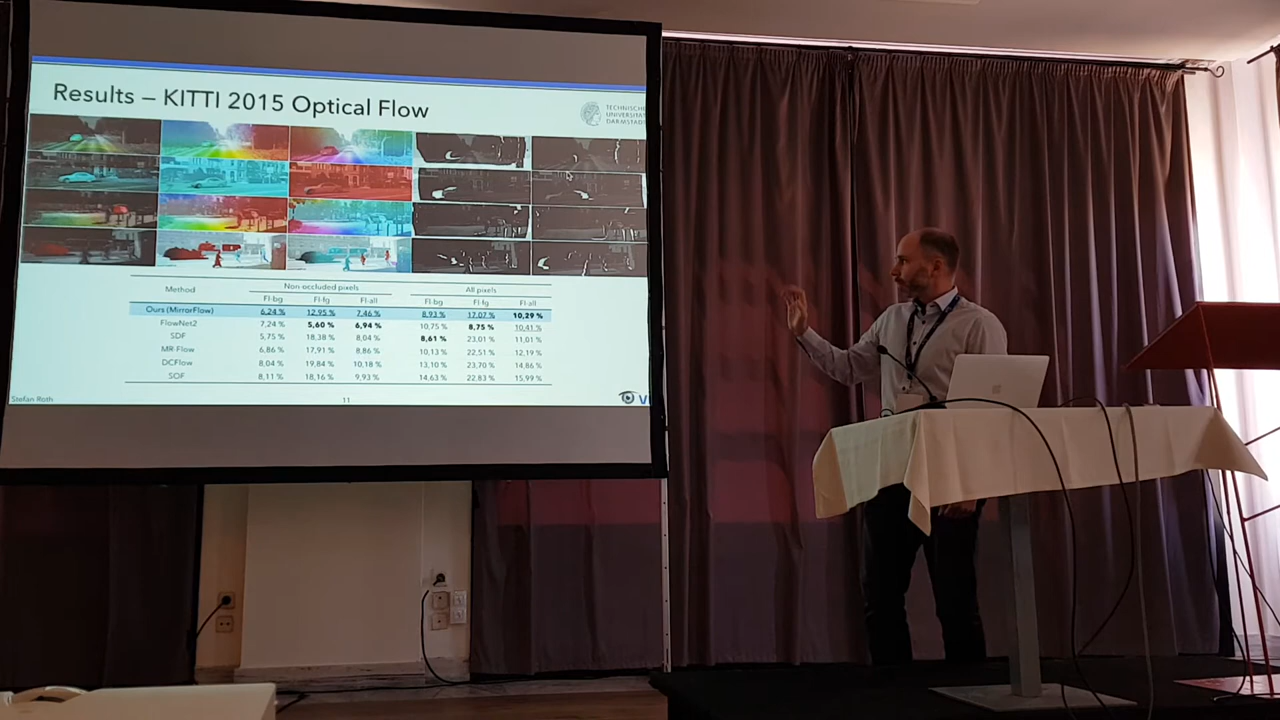 Results – KITTI 2015 Optical Flow
TECHNISCHE
UNIVERSITÄT
DARMSTADT
Non-occluded pixels All pixels
Method Fl-bg Fl-fg Fl-all Fl-bg Fl-fg Fl-all
Ours (MirrorFlow) 6,24 % 12,95 % 7,46 % 8,93 % 17,07 % 10,29 %
FlowNet2 7,24 % 5,60 % 6,94 % 10,75 % 8,75 % 10,41 %
SDF 5,75 % 18,38 % 8,04 % 8,61 % 23,01 % 11,01 %
MR-Flow 6,86 % 17,91 % 8,86 % 10,13 % 22,51 % 12,19 %
DCFlow 8,04 % 19,84 % 10,18 % 13,10 % 23,70 % 14,86 %
SOF 8,11 % 18,16 % 9,93 % 14,63 % 22,83 % 15,99 %
Stefan Roth 11